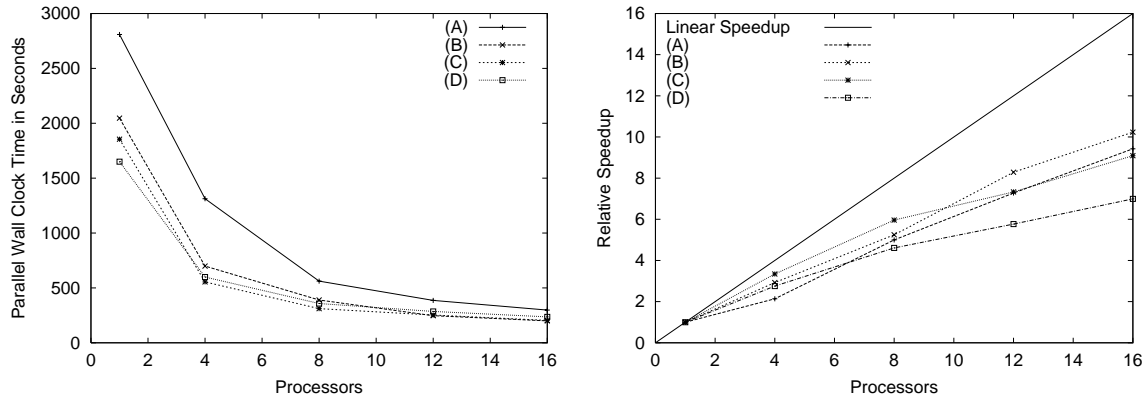 Parallel Wall Clock Time in Seconds
3000
2500
2000
1500
1000
500
0
0 2 4 6 8 10 12 14 16
Processors
(A)
(B)
(C)
(D)
Relative Speedup
16
14
12
10
8
6
4
2
0
0 2 4 6 8 10 12 14 16
Processors
Linear Speedup
(A)
(B)
(C)
(D)